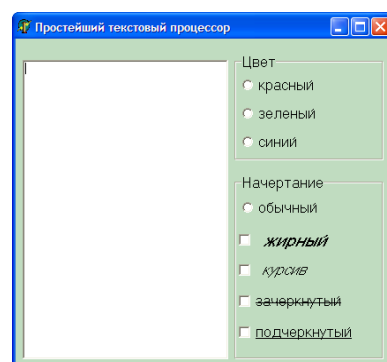 Простейший текстовый процессор
Цвет
красный
зеленый
синий
Начертание
обычный
жирный
курсив
зачеркнутый
подчеркнутый